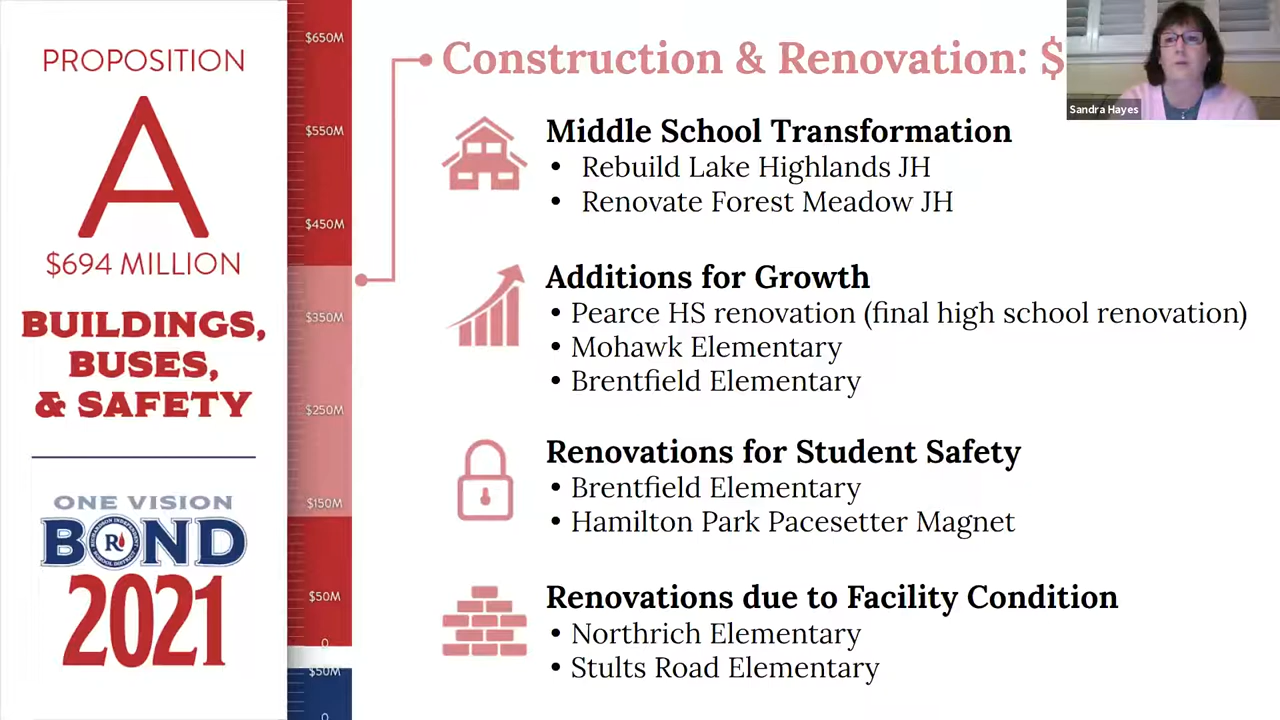 PROPOSITION
A
$694 MILLION
BUILDINGS,
BUSES,
& SAFETY
ONE VISION
BOND
2021
$650M
$550M
$450M
$350M
$250M
$150M
$50M
0
$50M
0
Construction & Renovation: $
Sandra Hayes
Middle School Transformation
• Rebuild Lake Highlands JH
• Renovate Forest Meadow JH
Additions for Growth
• Pearce HS renovation (final high school renovation)
• Mohawk Elementary
• Brentfield Elementary
Renovations for Student Safety
• Brentfield Elementary
• Hamilton Park Pacesetter Magnet
Renovations due to Facility Condition
• Northrich Elementary
• Stults Road Elementary